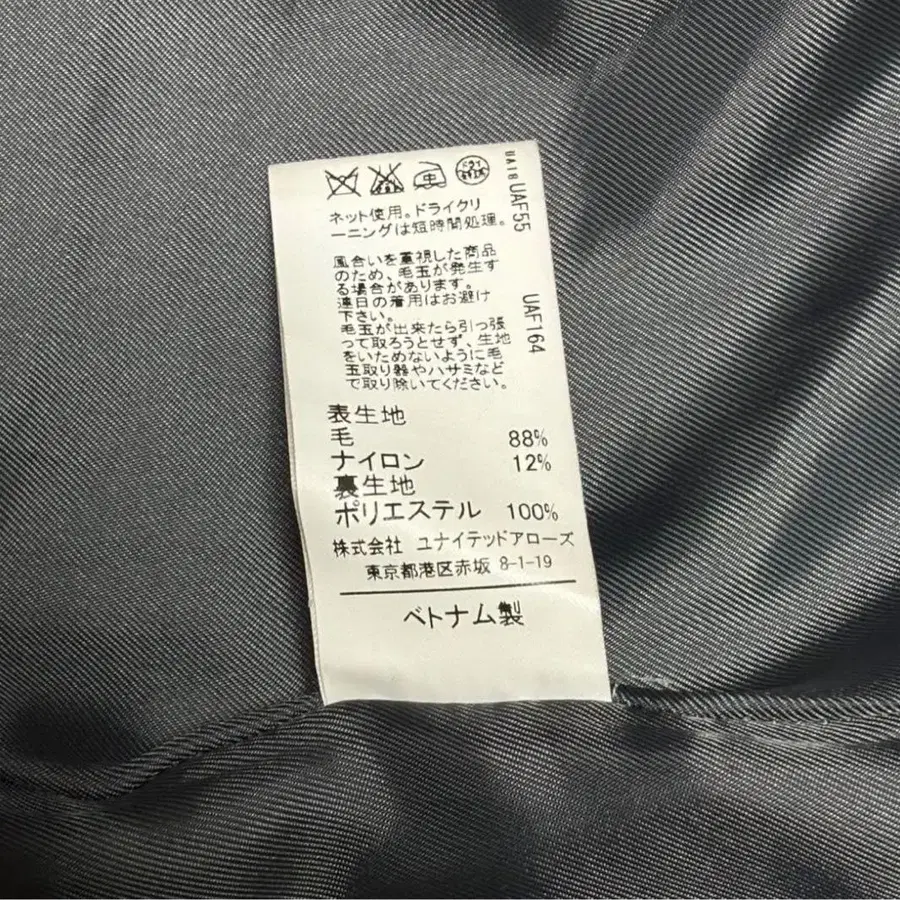 中
ドライ
ネット使用。ドライクリ
ーニングは短時間処理。
風合いを重視した商品
のため、毛玉が発生す
る場合があります。
連日の着用はお避け
下さい。
毛玉が出来たら引っ張
って取ろうとせず、生地
をいためないように毛
玉取り器やハサミなど
で取り除いてください。
表生地
毛 88%
ナイロン 12%
裏生地
ポリエステル 100%
株式会社 ユナイテッドアローズ
東京都港区赤坂 8-1-19
ベトナム製
UA18 UAF55 UAF164